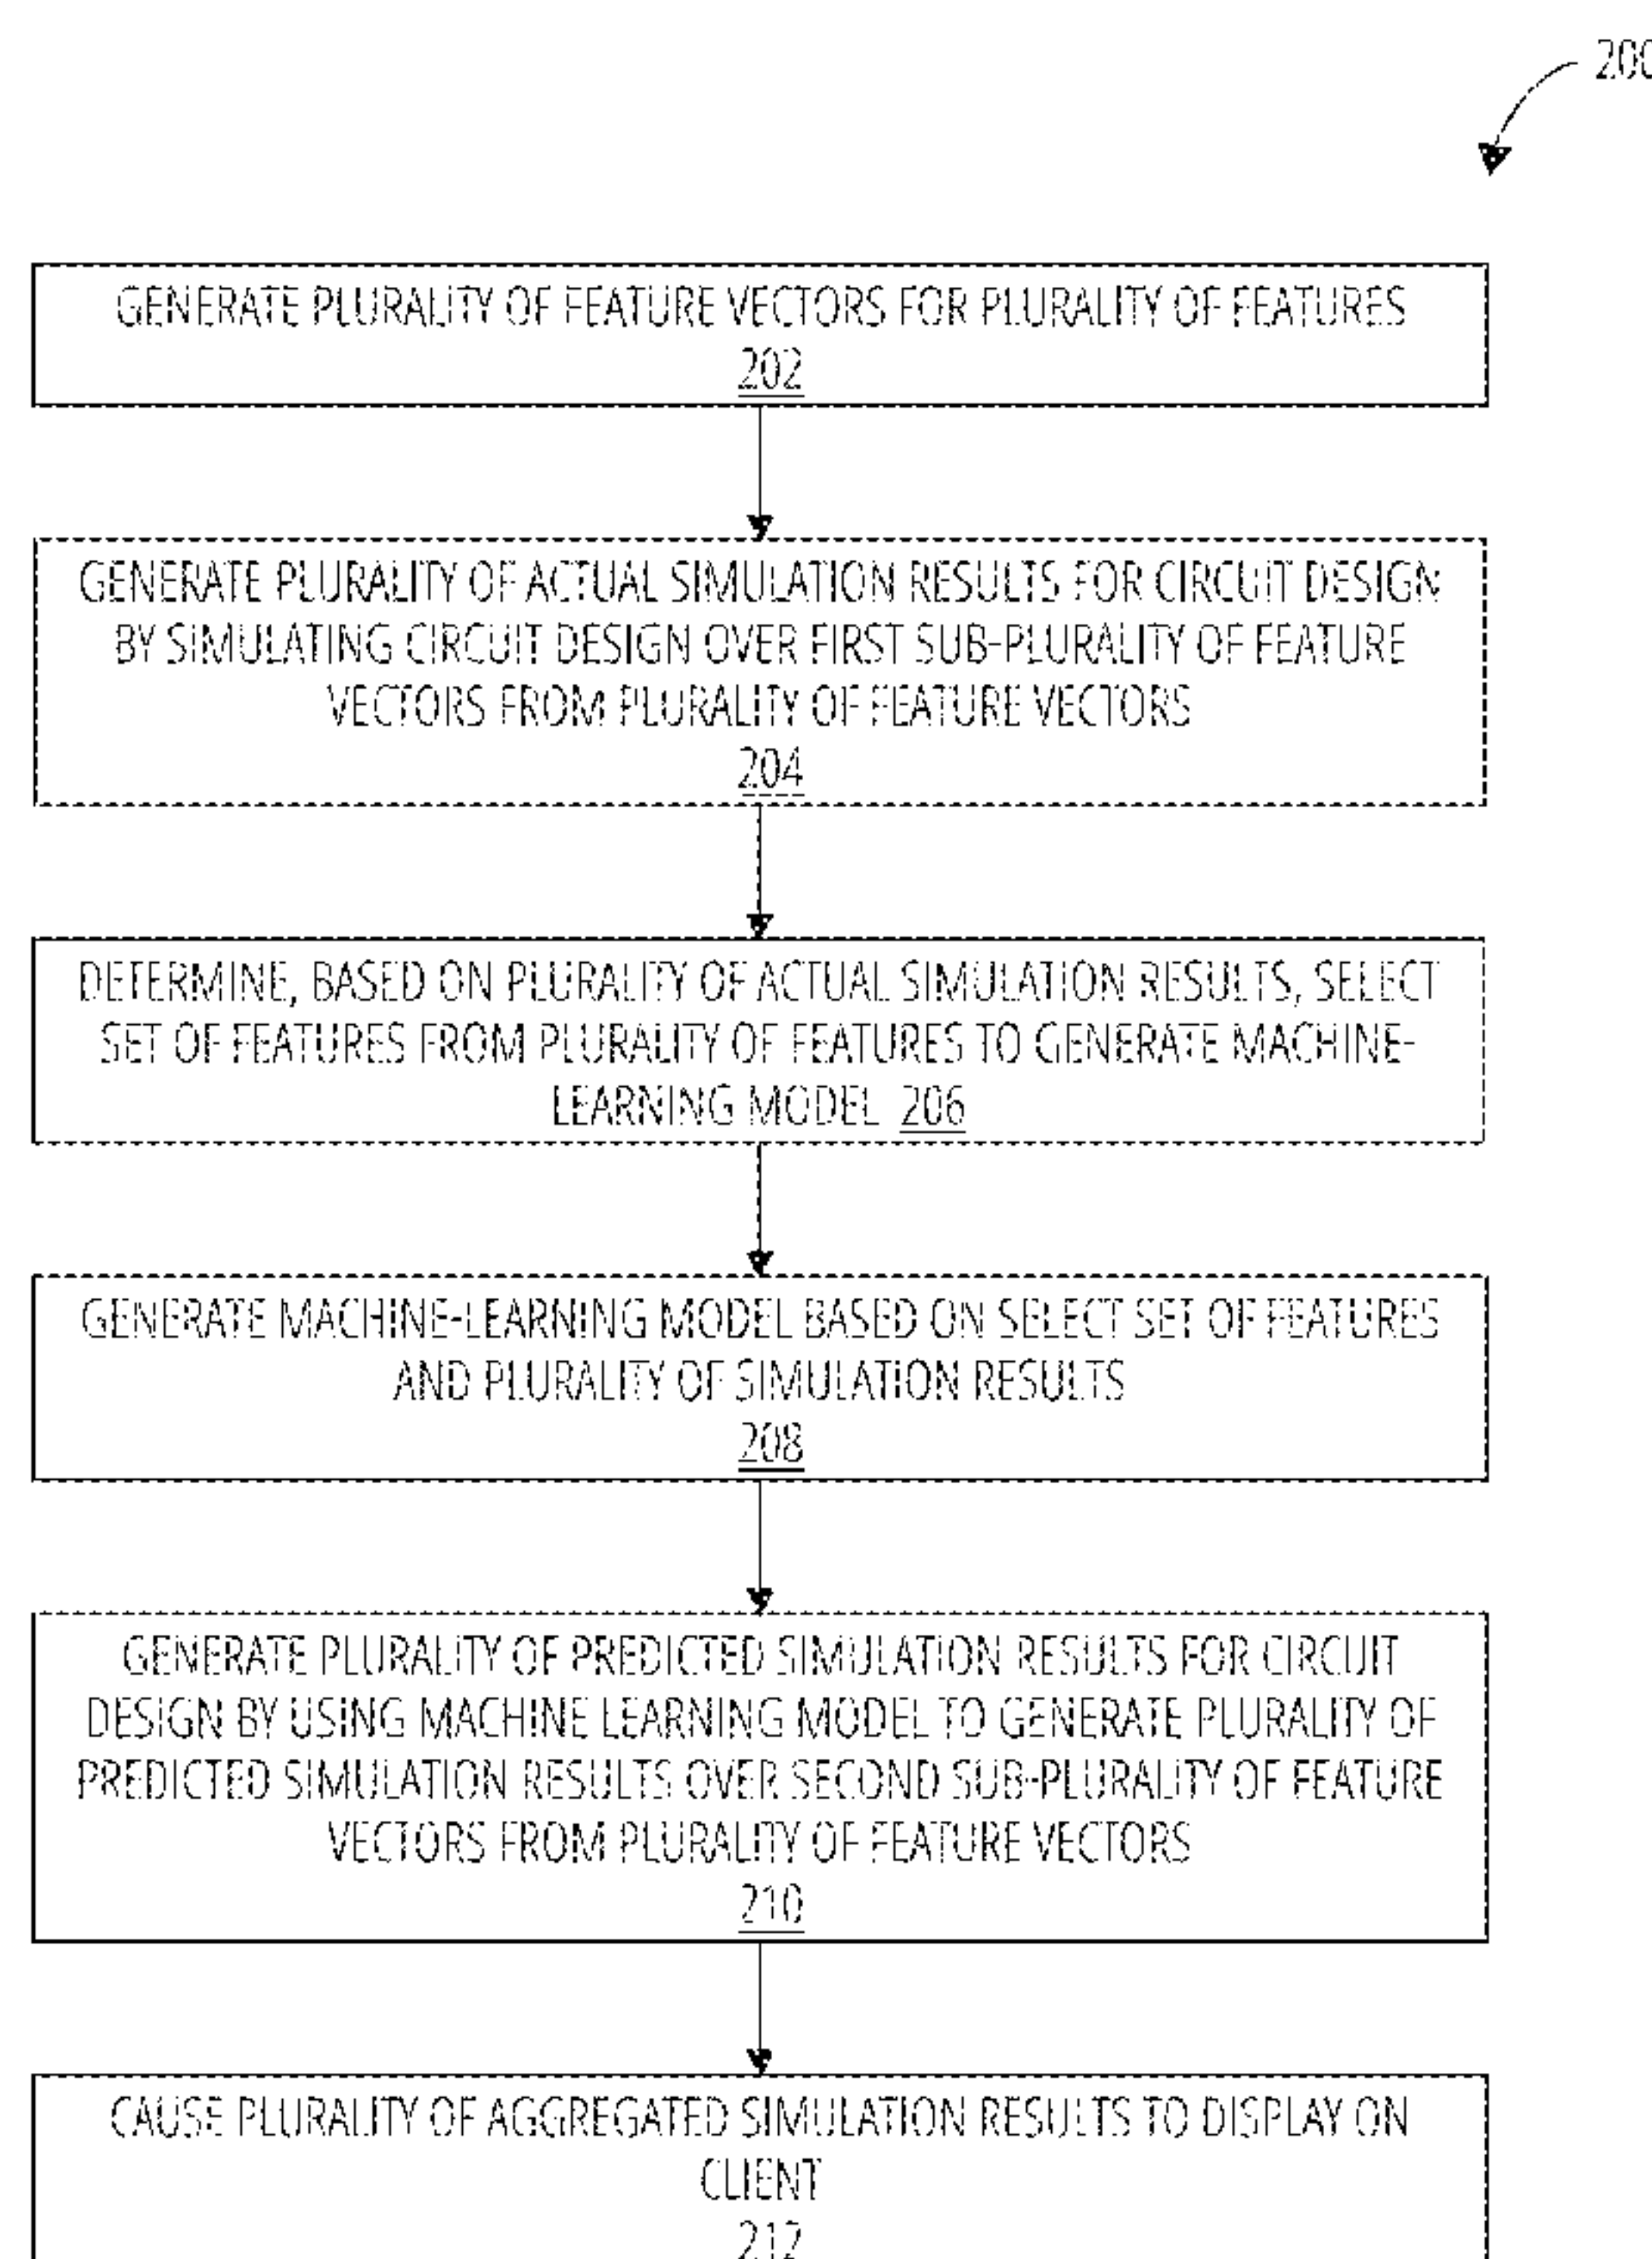 200
GENERATE PLURALITY OF FEATURE VECTORS FOR PLURALITY OF FEATURES
202
GENERATE PLURALITY OF ACTUAL SIMULATION RESULTS FOR CIRCUIT DESIGN
BY SIMULATING CIRCUIT DESIGN OVER FIRST SUB-PLURALITY OF FEATURE
VECTORS FROM PLURALITY OF FEATURE VECTORS
204
DETERMINE, BASED ON PLURALITY OF ACTUAL SIMULATION RESULTS, SELECT
SET OF FEATURES FROM PLURALITY OF FEATURES TO GENERATE MACHINE-
LEARNING MODEL 206
GENERATE MACHINE-LEARNING MODEL BASED ON SELECT SET OF FEATURES
AND PLURALITY OF SIMULATION RESULTS
208
GENERATE PLURALITY OF PREDICTED SIMULATION RESULTS FOR CIRCUIT
DESIGN BY USING MACHINE LEARNING MODEL TO GENERATE PLURALITY OF
PREDICTED SIMULATION RESULTS OVER SECOND SUB-PLURALITY OF FEATURE
VECTORS FROM PLURALITY OF FEATURE VECTORS
210
CAUSE PLURALITY OF AGGREGATED SIMULATION RESULTS TO DISPLAY ON
CLIENT
212